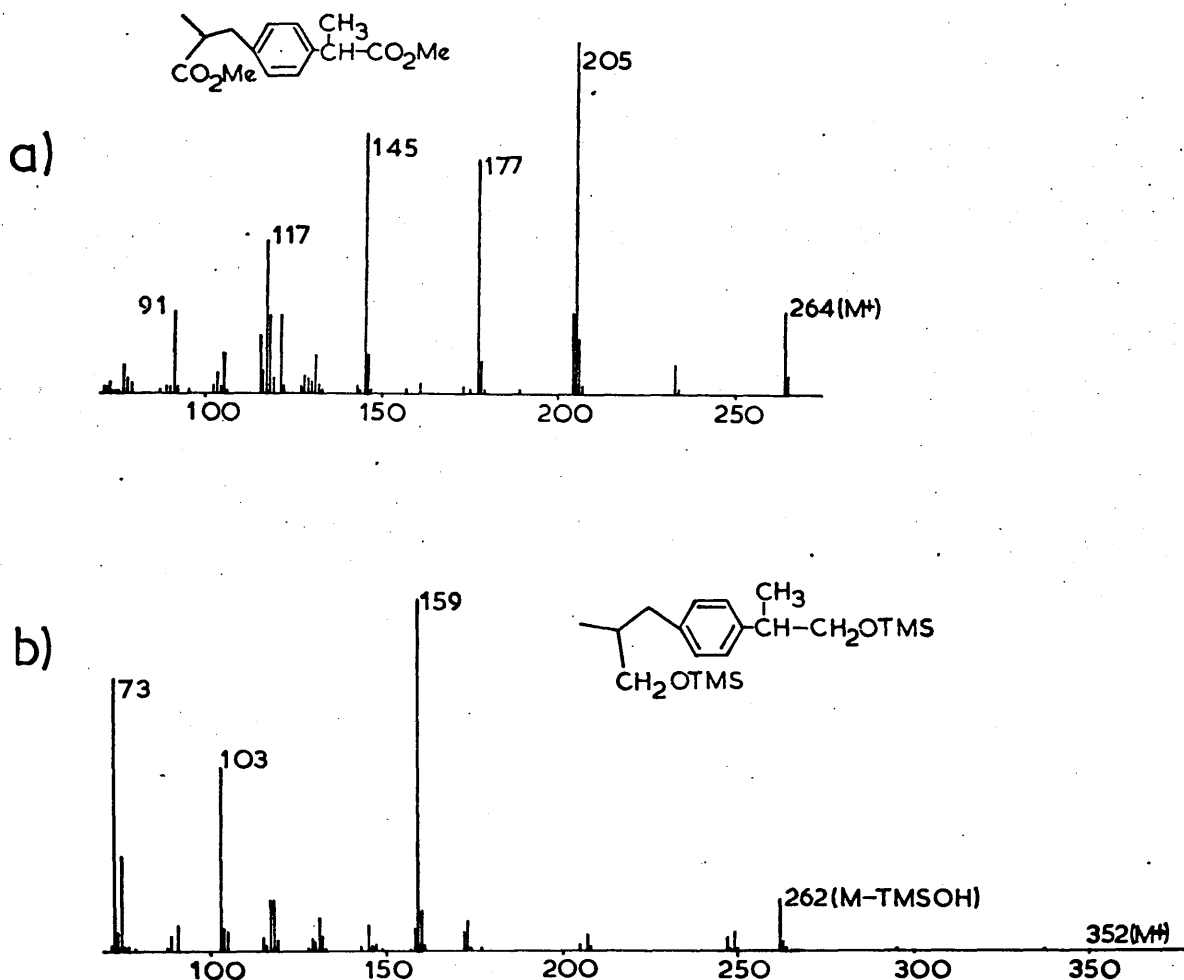 CH3
CH-CO2Me
CO2Me
a)
205
145
177
117
91
264(M+)
100 150 200 250
CH3
CH-CH2OTMS
CH2OTMS
b)
159
73
103
262(M-TMSOH)
352(M+)
100 150 200 250 300 350